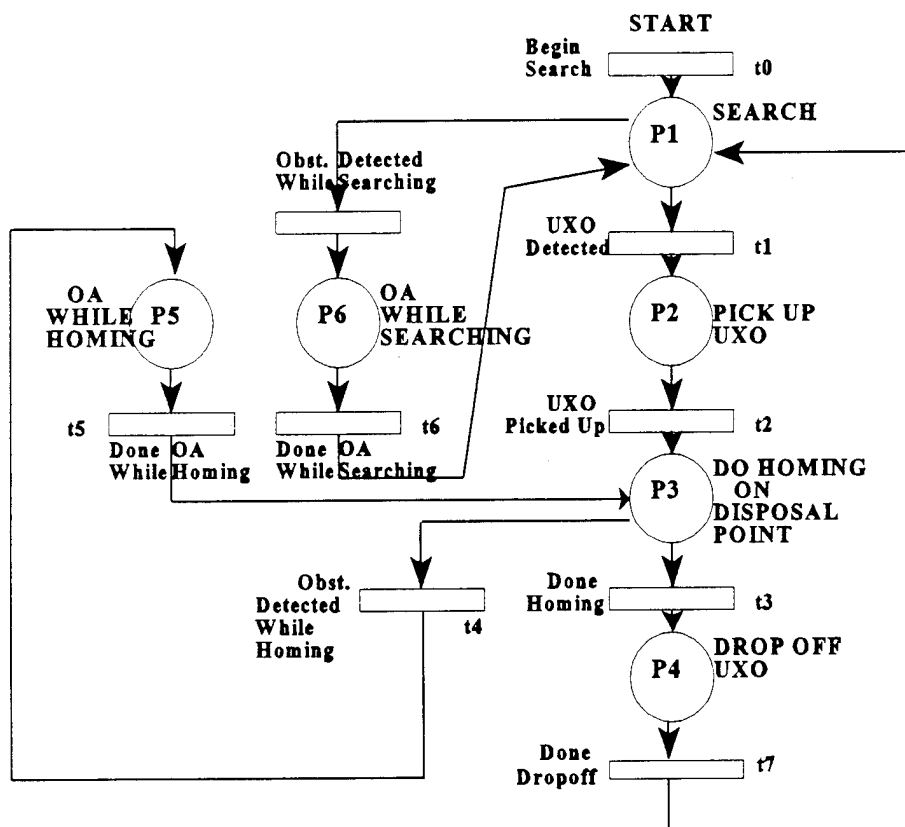 START
Begin
Search
t0
P1
SEARCH
Obst. Detected
While Searching
UXO
Detected
t1
OA
WHILE
HOMING
P5
P6
OA
WHILE
SEARCHING
P2
PICK UP
UXO
t5
Done OA
While Homing
t6
Done OA
While Searching
UXO
Picked Up
t2
P3
DO HOMING
ON
DISPOSAL
POINT
Obst.
Detected
While
Homing
t4
Done
Homing
t3
P4
DROP OFF
UXO
Done
Dropoff
t7